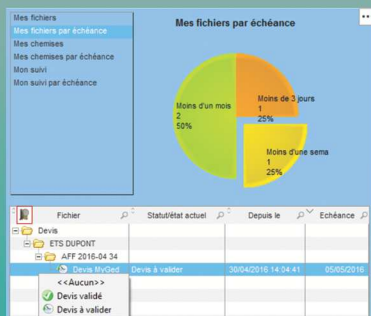 Mes fichiers
Mes fichiers par échéance
Mes chemises
Mes chemises par échéance
Mon suivi
Mon suivi par échéance
Mes fichiers par échéance
Moins d'un mois
2
50%
Moins de 3 jours
1
25%
Moins d'une sema
1
25%
Fichier Statut/état actuel Depuis le Echéance
Devis
ETS DUPONT
AFF 2016-04 34
Devis MyGed Devis à valider 30/04/2016 14:04:41 05/05/2016
<<Aucun>>
Devis validé
Devis à valider